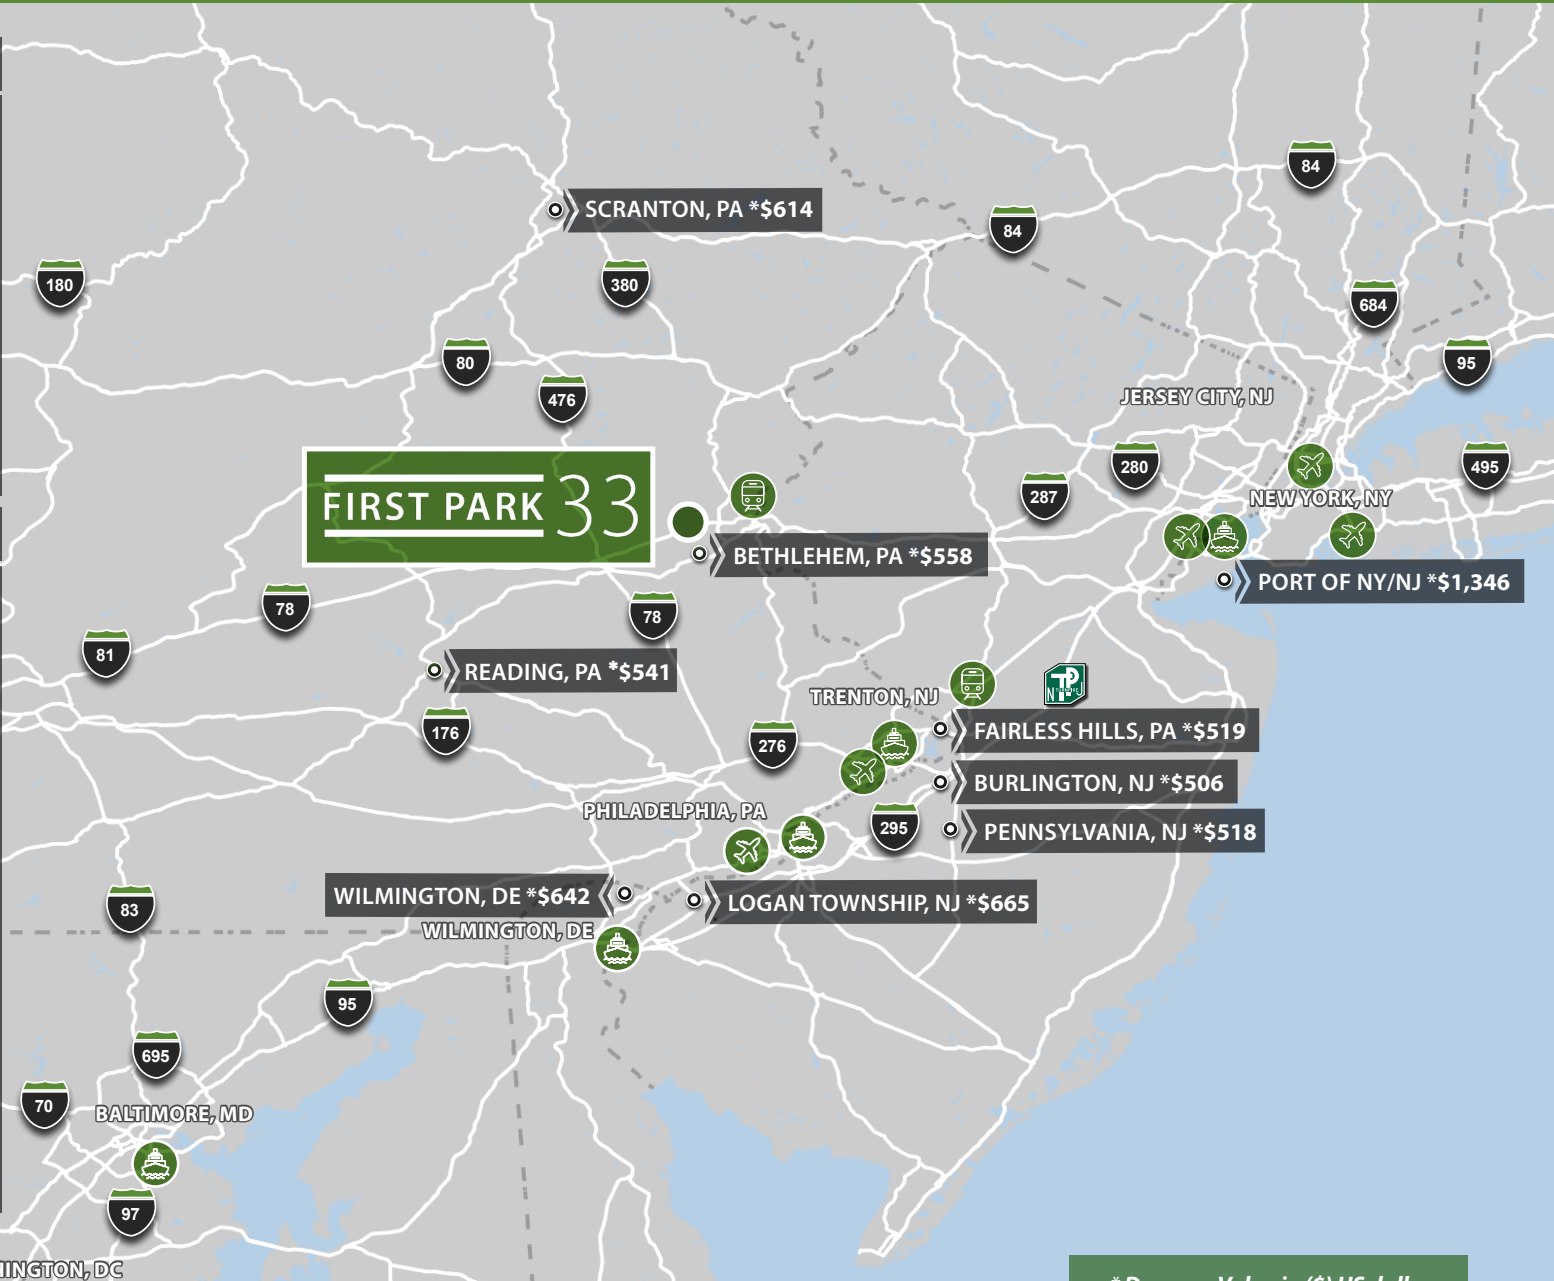 84
SCRANTON, PA *$614
84
180
380
684
80
95
476
JERSEY CITY, NJ
280
495
287
FIRST PARK 33
NEW YORK, NY
BETHLEHEM, PA *$558
PORT OF NY/NJ *$1,346
78
78
81
READING, PA *$541
TRENTON, NJ
TP
N J
176
FAIRLESS HILLS, PA *$519
276
BURLINGTON, NJ *$506
PHILADELPHIA, PA
295
PENNSYLVANIA, NJ *$518
WILMINGTON, DE *$642
LOGAN TOWNSHIP, NJ *$665
83
WILMINGTON, DE
95
695
70
BALTIMORE, MD
97
INGTON, DC